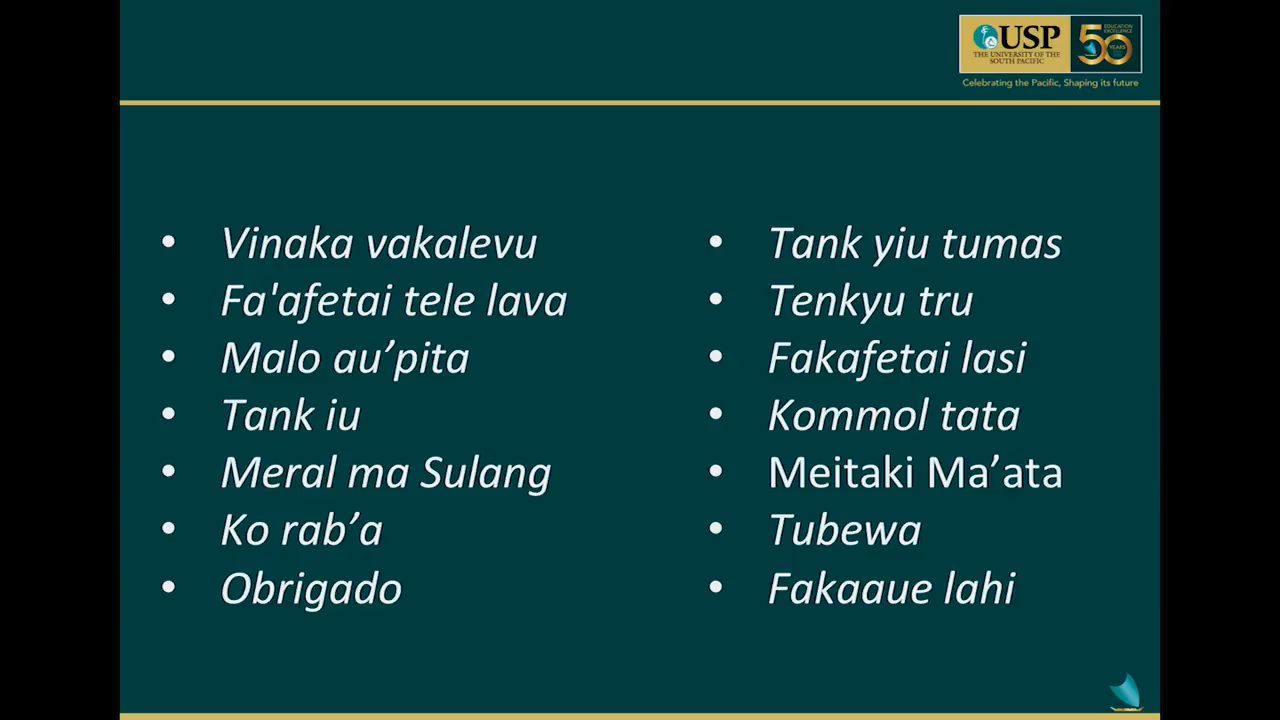 USP
THE UNIVERSITY OF THE
SOUTH PACIFIC
EDUCATION
EXCELLENCE
50
YEARS
Celebrating the Pacific, Shaping its future
• Vinaka vakalevu
• Fa'afetai tele lava
• Malo au’pita
• Tank iu
• Meral ma Sulang
• Ko rab’a
• Obrigado
• Tank yiu tumas
• Tenkyu tru
• Fakafetai lasi
• Kommol tata
• Meitaki Ma’ata
• Tubewa
• Fakaaue lahi